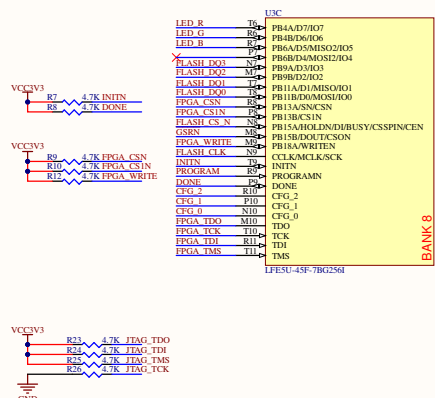 U3C
LED_R T6 PB4A/D7/IO7
LED_G R6 PB4B/D6/IO6
LED_B R7 PB6A/D5/MISO2/IO5
P7 PB6B/D4/MOSI2/IO4
FLASH_DQ3 N7 PB9A/D3/IO3
FLASH_DQ2 M7 PB9B/D2/IO2
FLASH_DQ1 T7 PB11A/D1/MISO/IO1
FLASH_DQ0 T8 PB11B/D0/MOSI/IO0
FPGA_CSN R8 PB13A/SN/CSN
FPGA_CS1N P8 PB13B/CS1N
FLASH_CS_N N8 PB15A/HOLDN/DI/BUSY/CSSPIN/CEN
GSRN M8 PB15B/DOUT/CSON
FPGA_WRITE M9 PB18A/WRITEN
FLASH_CLK N9 CCLK/MCLK/SCK
INITN T9 INITN
PROGRAM R9 PROGRAMN
DONE P9 DONE
CFG_2 R10 CFG_2
CFG_1 P10 CFG_1
CFG_0 N10 CFG_0
FPGA_TDO M10 TDO
FPGA_TCK T10 TCK
FPGA_TDI R11 TDI
FPGA_TMS T11 TMS
BANK 8
LFE5U-45F-7BG256I
VCC3V3
R7 4.7K INITN
R8 4.7K DONE
VCC3V3
R9 4.7K FPGA_CSN
R10 4.7K FPGA_CS1N
R12 4.7K FPGA_WRITE
VCC3V3
R23 4.7K JTAG_TDO
R24 4.7K JTAG_TDI
R25 4.7K JTAG_TMS
R26 4.7K JTAG_TCK
GND